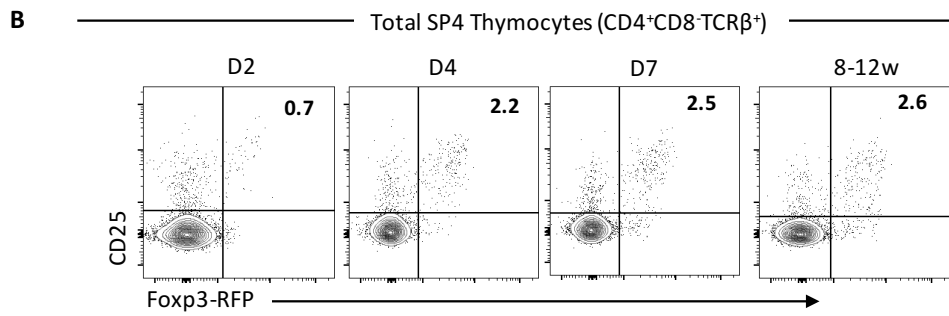 B
Total SP4 Thymocytes (CD4⁺CD8⁻TCRβ⁺)
D2 D4 D7 8-12w
0.7 2.2 2.5 2.6
CD25
Foxp3-RFP